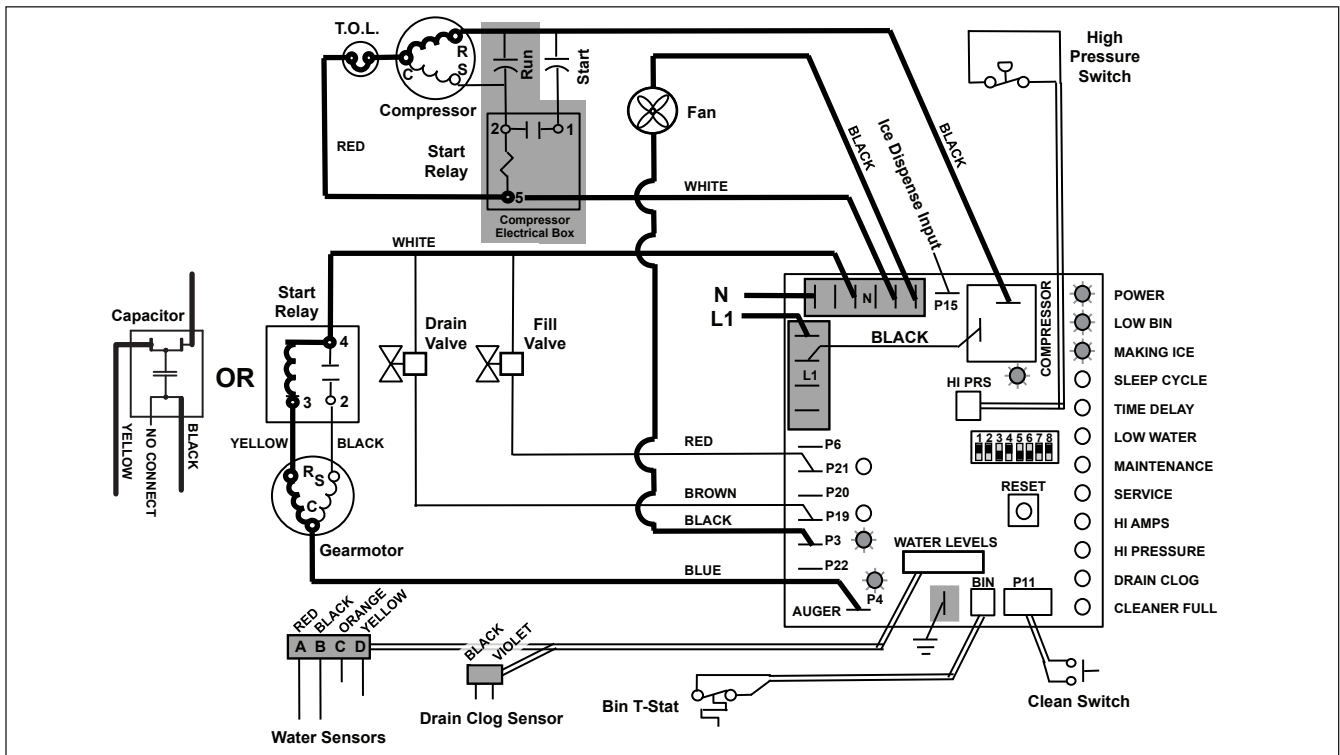 T.O.L.
R
C
S
Run
Start
Compressor
High
Pressure
Switch
Fan
2
1
RED
Start
Relay
5
WHITE
Compressor
Electrical Box
BLACK
Ice Dispense Input
BLACK
WHITE
N
L1
N
P15
COMPRESSOR
POWER
LOW BIN
MAKING ICE
SLEEP CYCLE
TIME DELAY
LOW WATER
MAINTENANCE
SERVICE
HI AMPS
HI PRESSURE
DRAIN CLOG
CLEANER FULL
Capacitor
OR
Start
Relay
4
3
2
Drain
Valve
Fill
Valve
BLACK
L1
HI PRS
YELLOW
NO CONNECT
BLACK
YELLOW
BLACK
R
S
C
Gearmotor
RED
BROWN
BLACK
BLUE
P6
P21
P20
P19
P3
P22
P4
AUGER
1 2 3 4 5 6 7 8
RESET
WATER LEVELS
BIN
P11
RED
BLACK
ORANGE
YELLOW
A B C D
Water Sensors
BLACK
VIOLET
Drain Clog Sensor
Bin T-Stat
Clean Switch